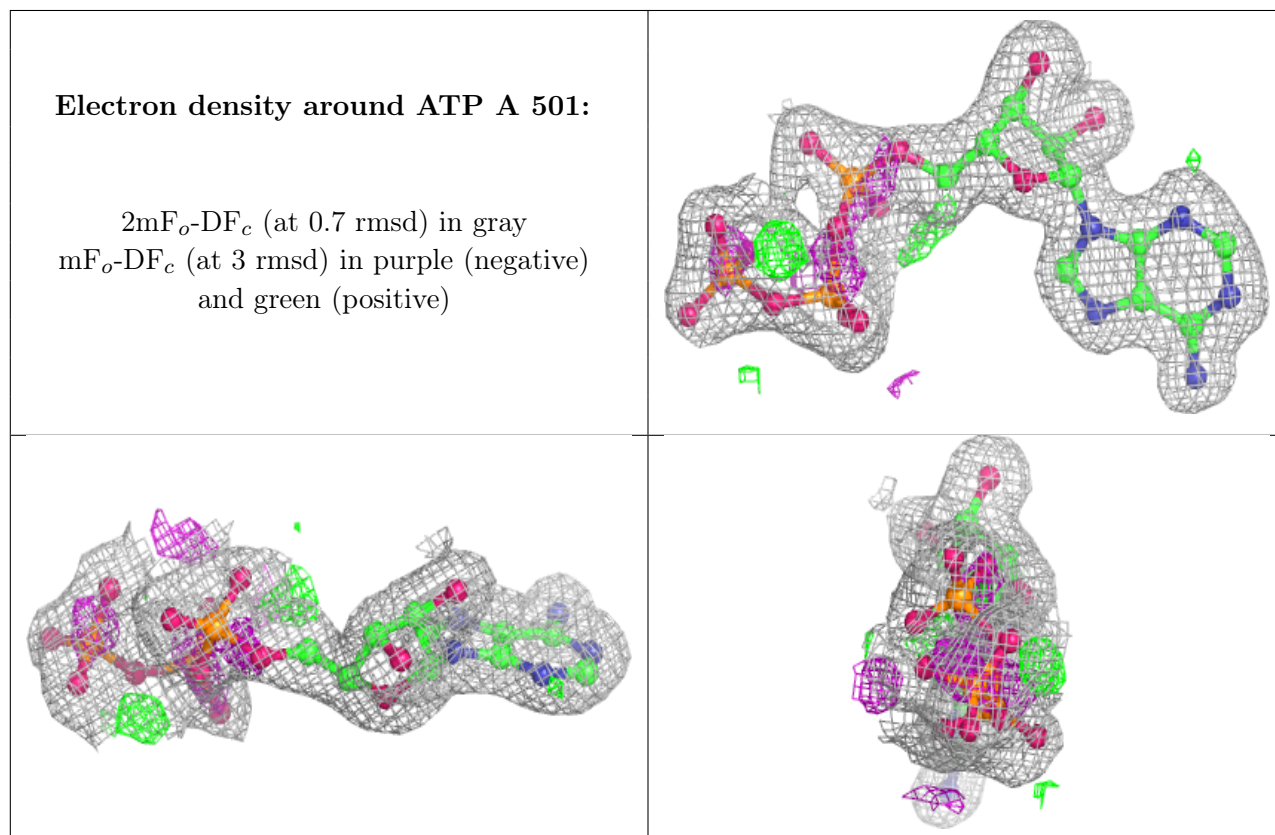 Electron density around ATP A 501:
2mFo-DFc (at 0.7 rmsd) in gray
mFo-DFc (at 3 rmsd) in purple (negative)
and green (positive)